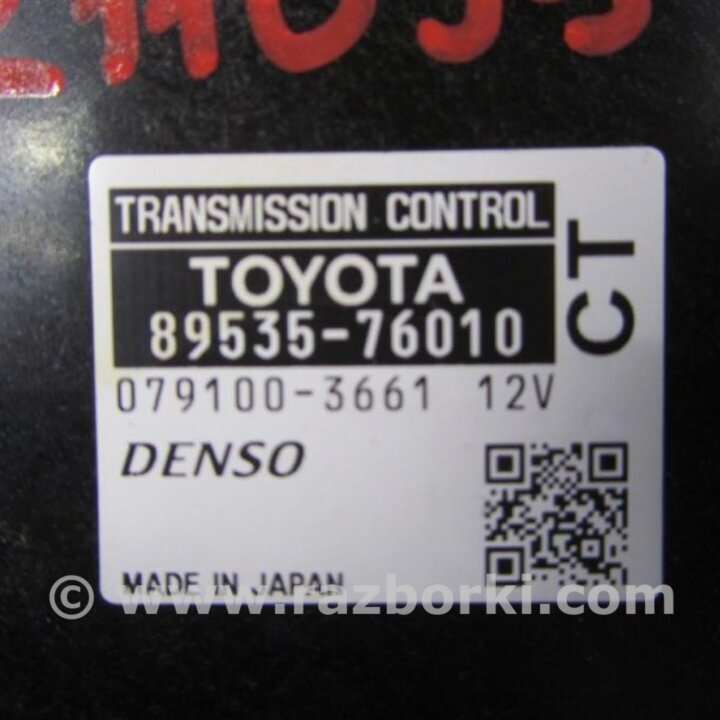 TRANSMISSION CONTROL
TOYOTA
89535-76010
CT
079100-3661 12V
DENSO
MADE IN JAPAN
© www.razborki.com